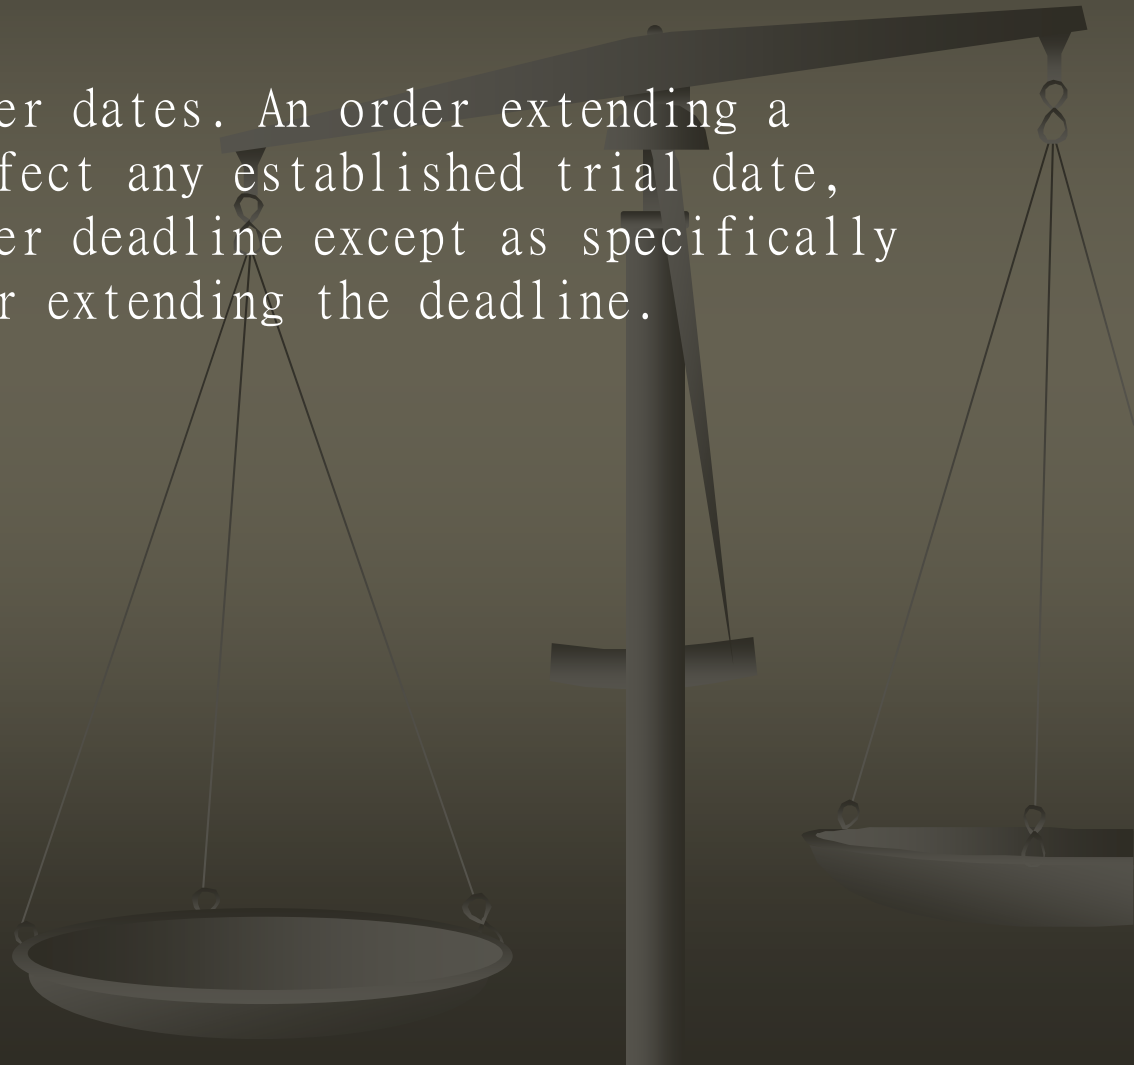 er dates. An order extending a
fect any established trial date,
er deadline except as specifically
r extending the deadline.